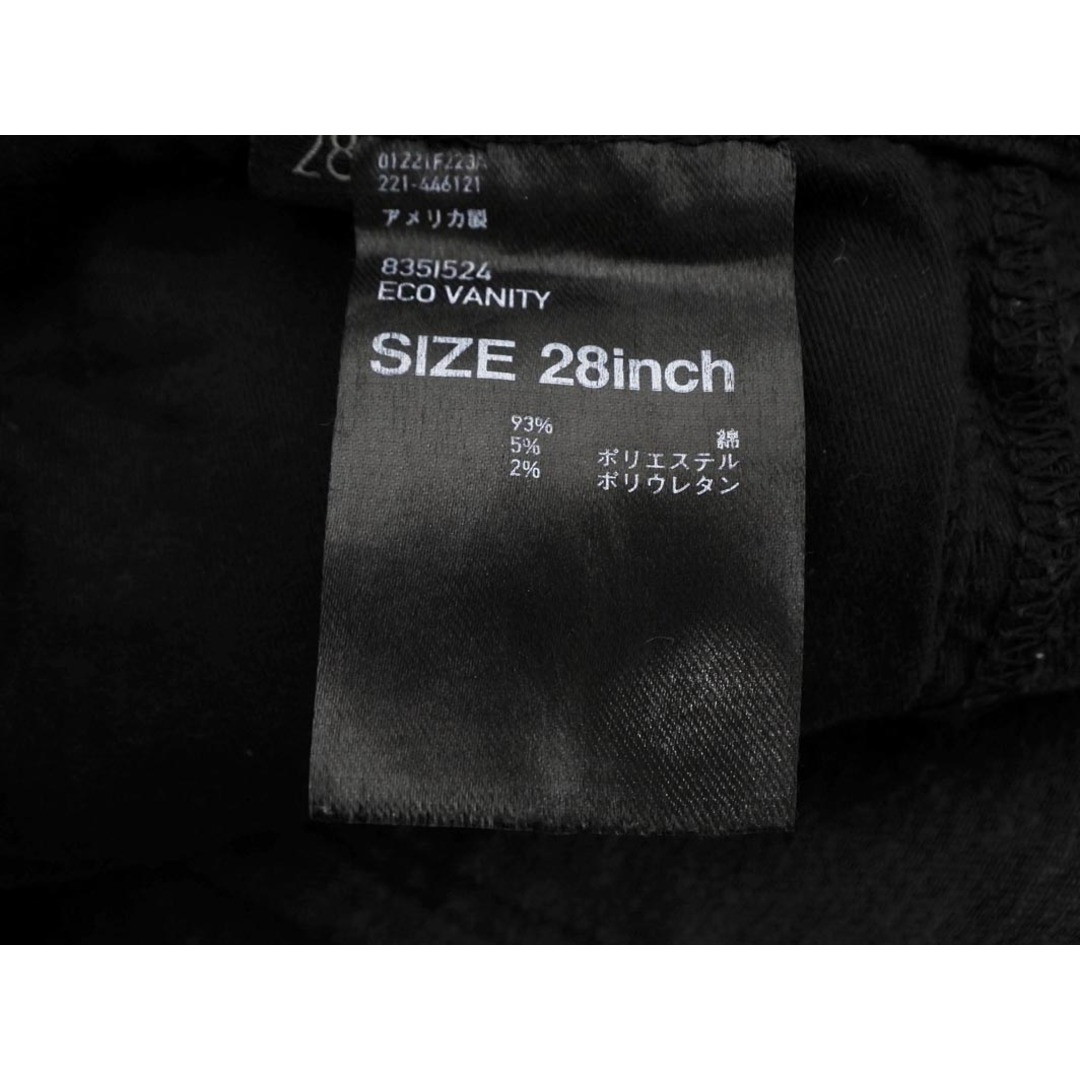 28
01221F223A
221-446121
アメリカ製
835I524
ECO VANITY
SIZE 28inch
93% 綿
5% ポリエステル
2% ポリウレタン